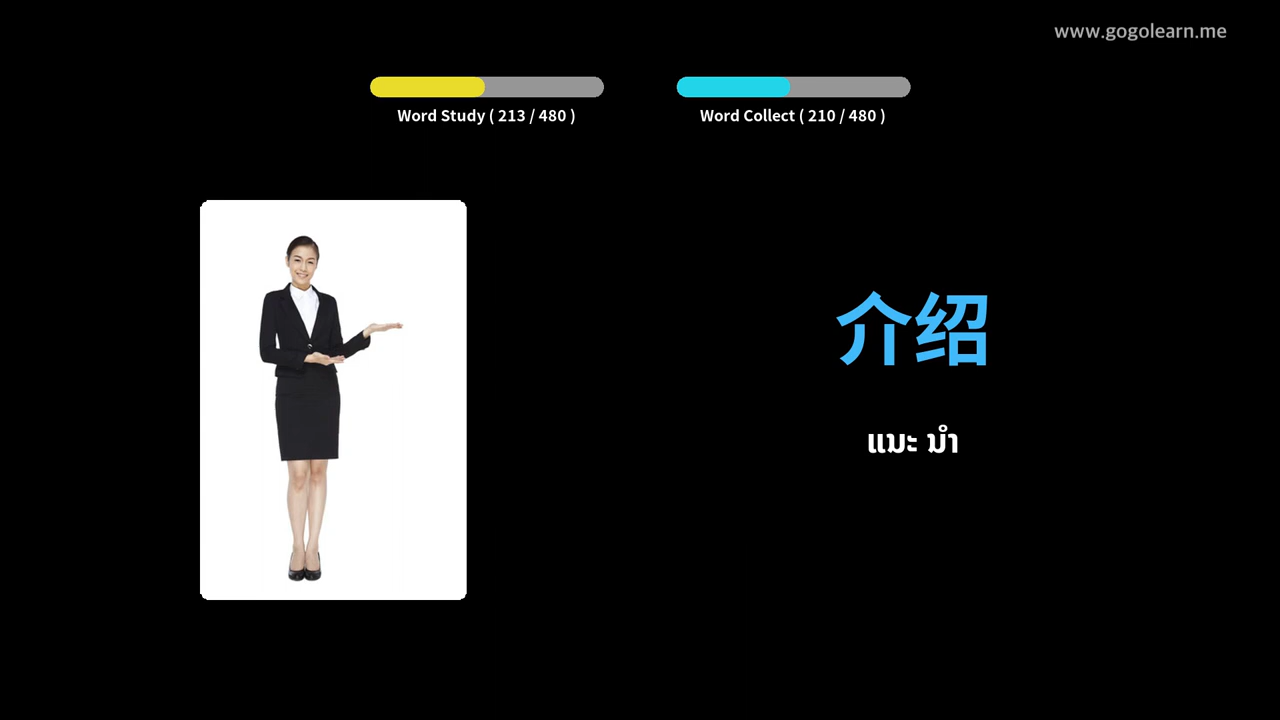 www.gogolearn.me
Word Study ( 213 / 480 )
Word Collect ( 210 / 480 )
介绍
ແນະ ນຳ